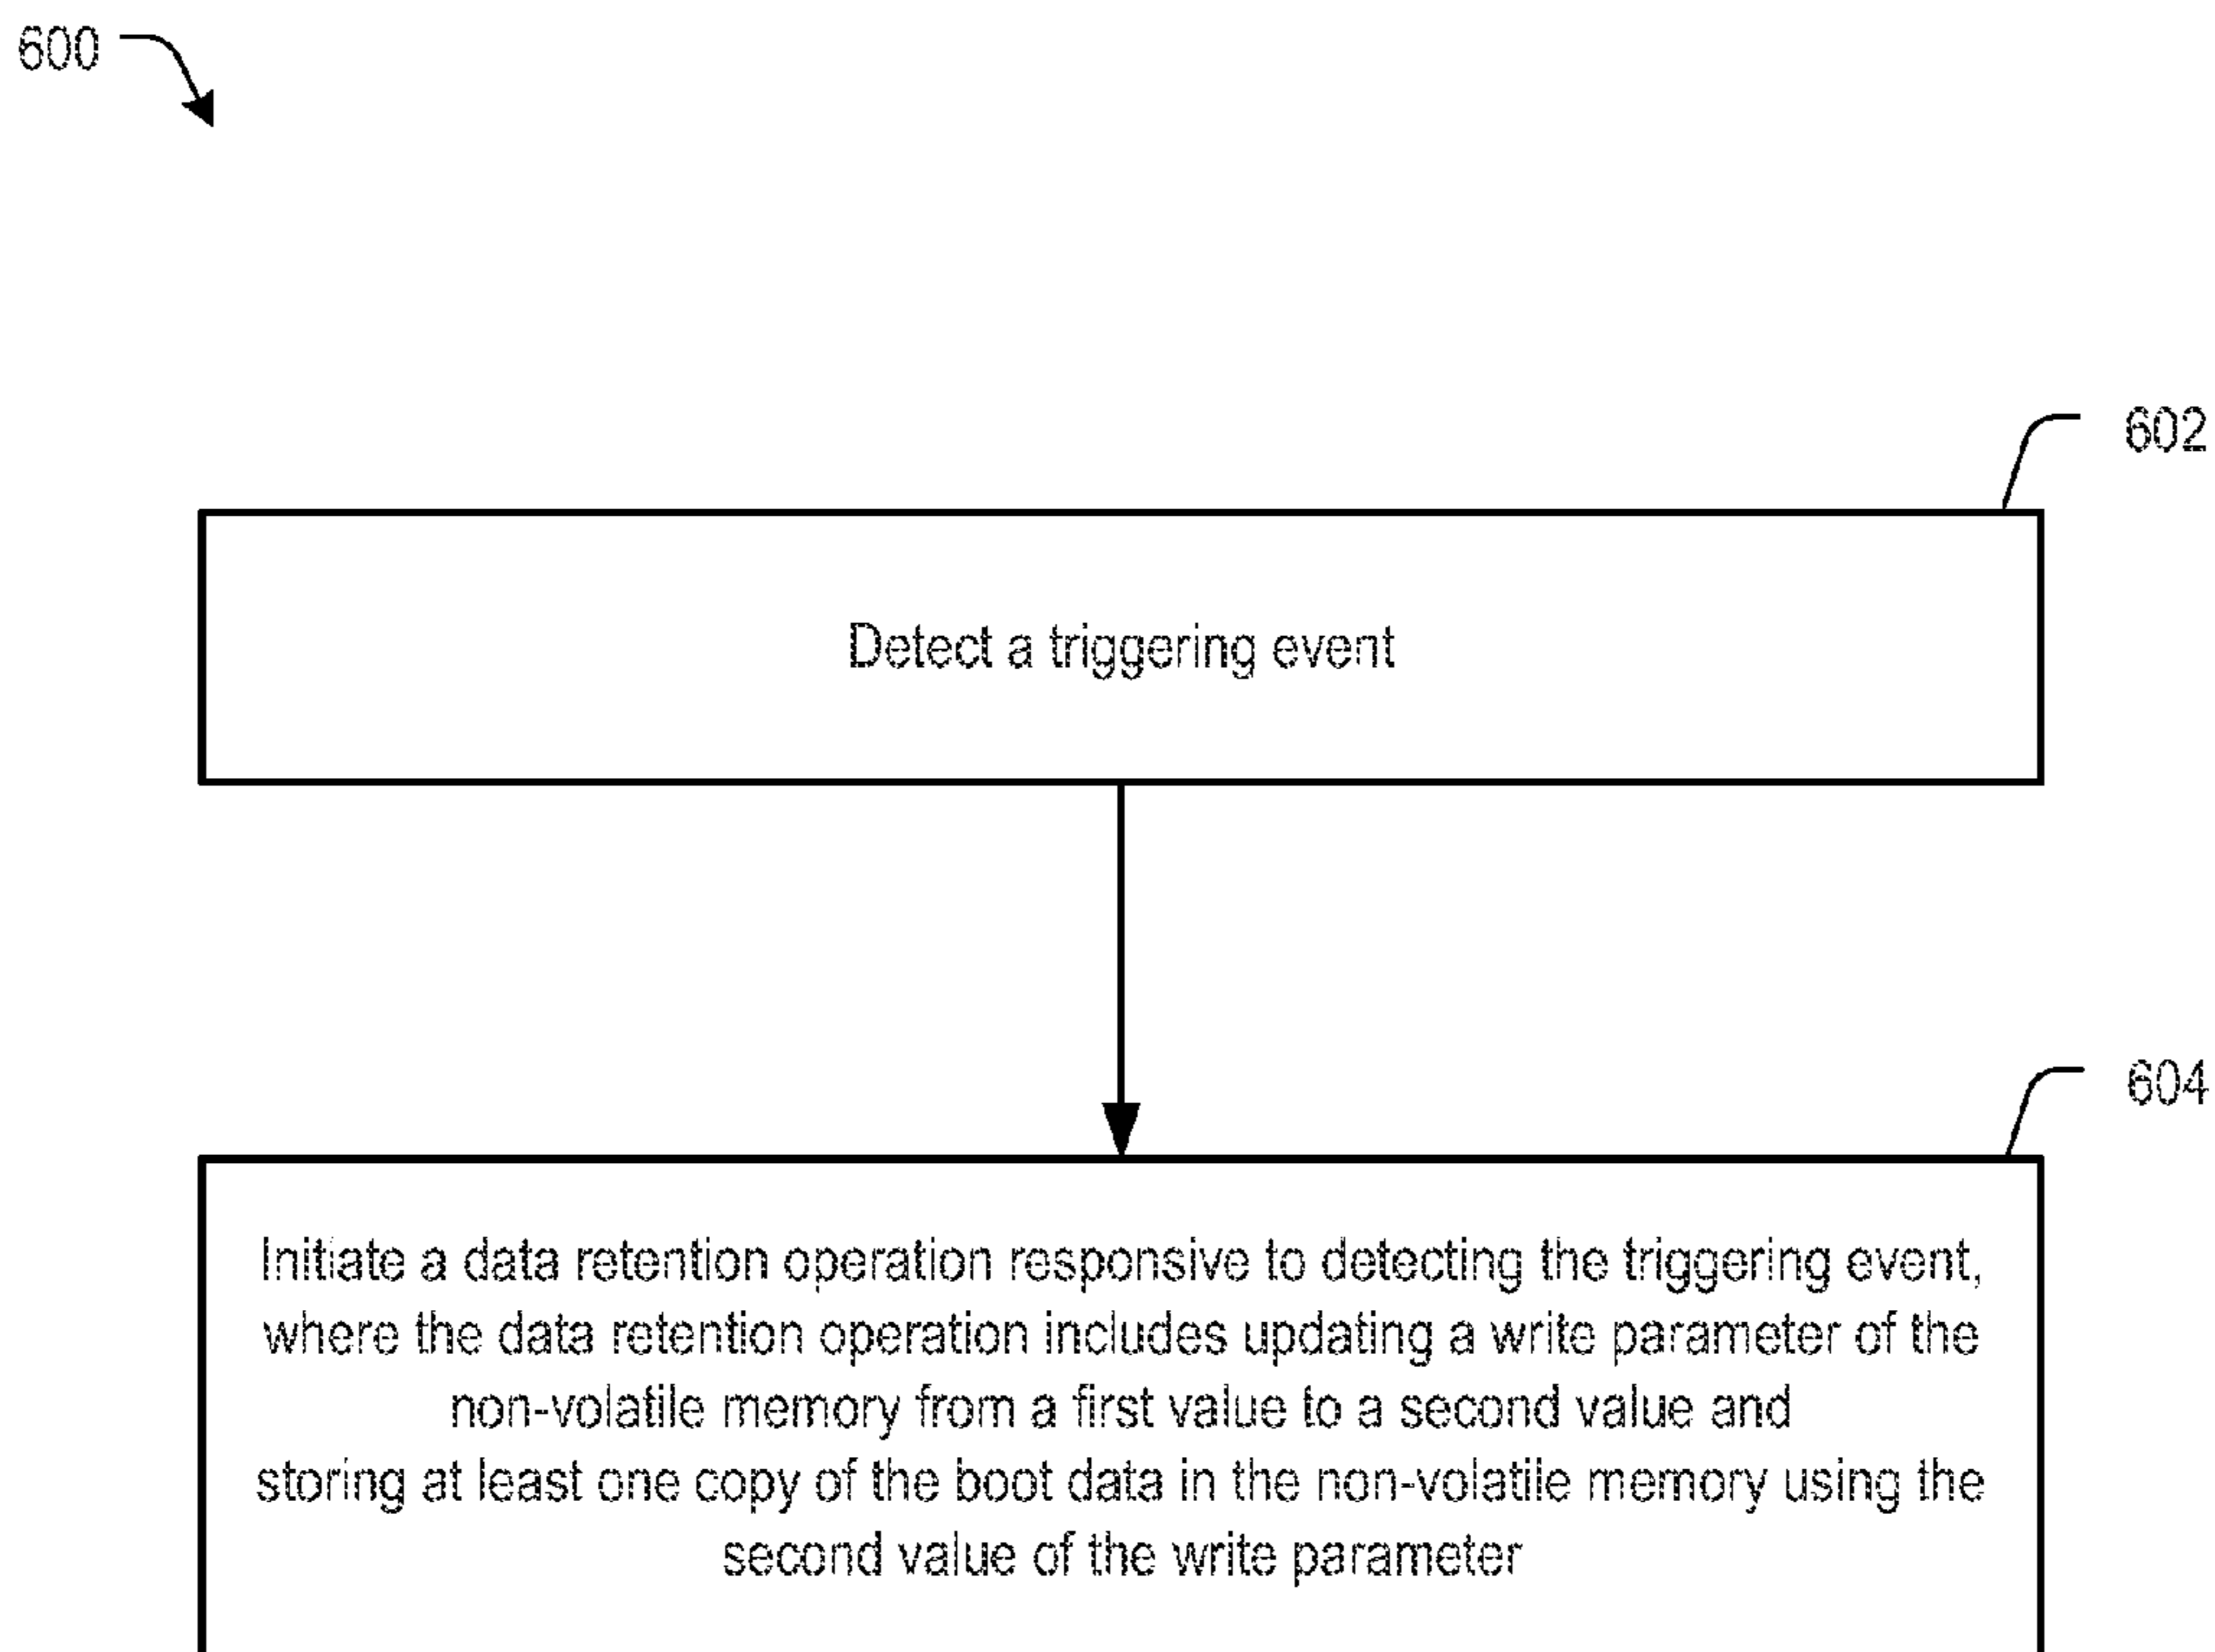 600
602
Detect a triggering event
604
Initiate a data retention operation responsive to detecting the triggering event,
where the data retention operation includes updating a write parameter of the
non-volatile memory from a first value to a second value and
storing at least one copy of the boot data in the non-volatile memory using the
second value of the write parameter